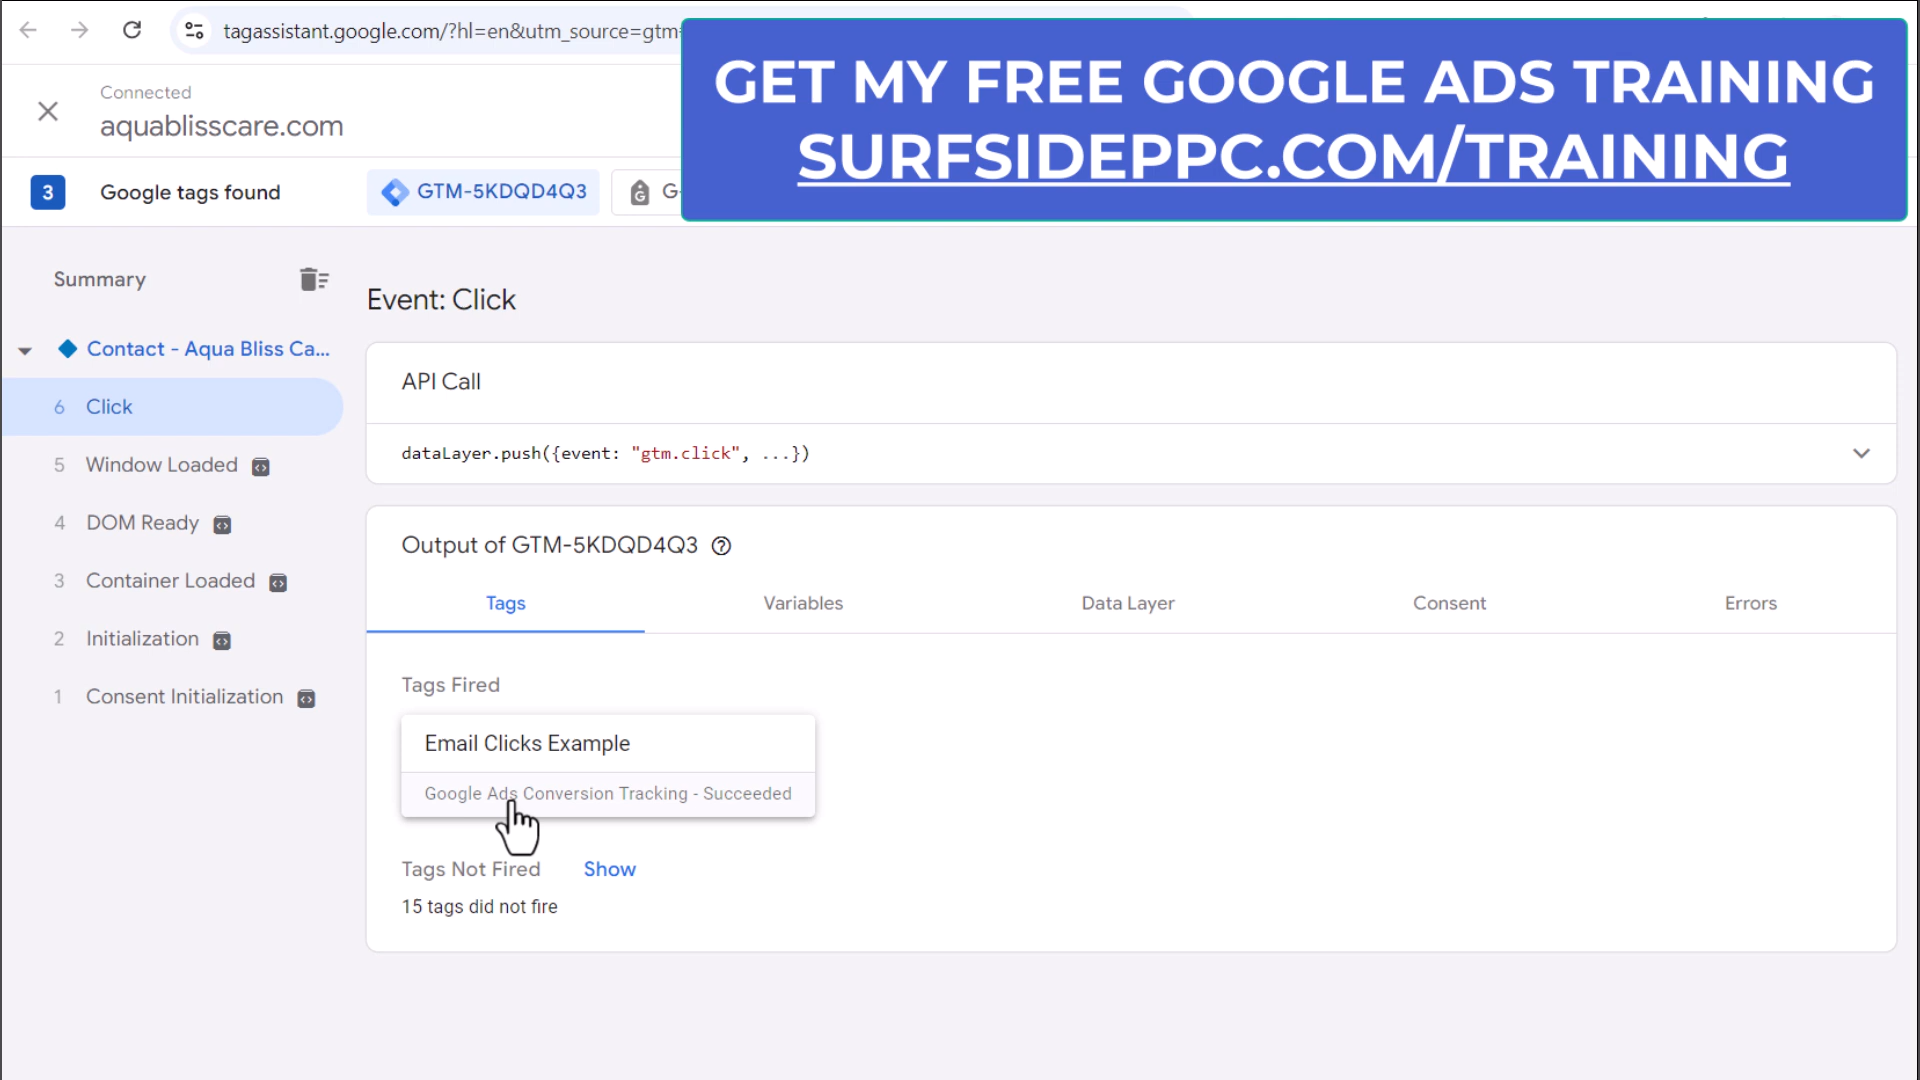 tagassistant.google.com/?hl=en&utm_source=gtm
GET MY FREE GOOGLE ADS TRAINING
SURFSIDEPPC.COM/TRAINING
Connected
aquablisscare.com
3 Google tags found GTM-5KDQD4Q3 G-
Summary
Contact - Aqua Bliss Ca...
6 Click
5 Window Loaded
4 DOM Ready
3 Container Loaded
2 Initialization
1 Consent Initialization
Event: Click
API Call
dataLayer.push({event: "gtm.click", ...})
Output of GTM-5KDQD4Q3
Tags Variables Data Layer Consent Errors
Tags Fired
Email Clicks Example
Google Ads Conversion Tracking - Succeeded
Tags Not Fired Show
15 tags did not fire